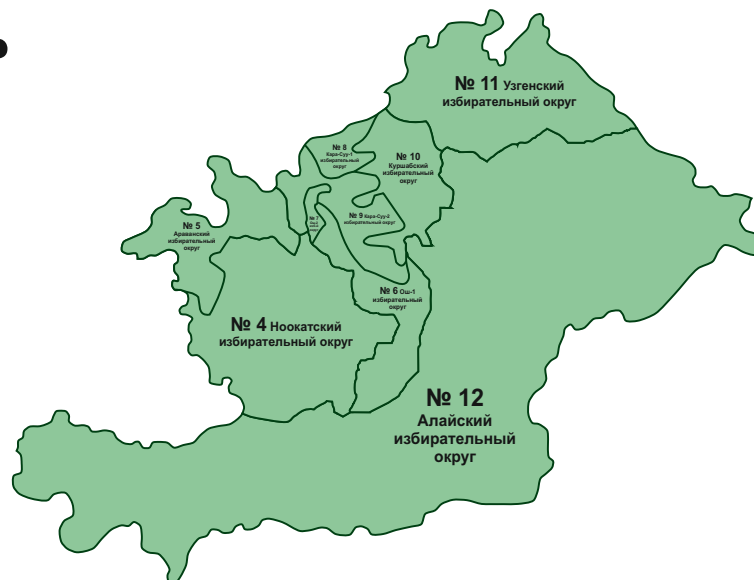 № 11 Узгенский
избирательный округ
№ 8
Кара-Суу-1
избирательный
округ
№ 10
Куршабский
избирательный
округ
№ 5
Араванский
избирательный
округ
№ 7
№ 9 Кара-Суу-2
избирательный округ
№ 6 Ош-1
избирательный
округ
№ 4 Ноокатский
избирательный округ
№ 12
Алайский
избирательный
округ